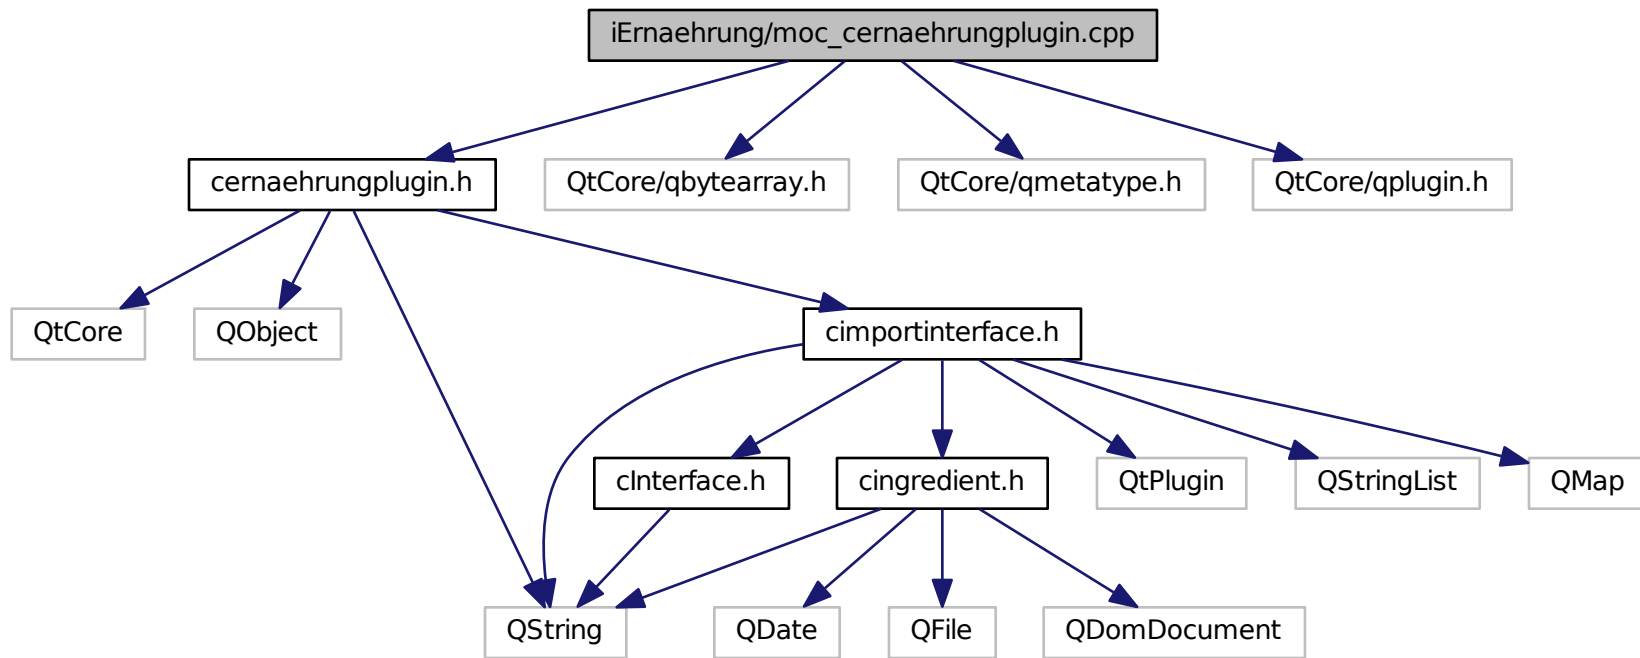 iErnaehrung/moc_cernaehrungplugin.cpp
cernaehrungplugin.h
QtCore/qbytearray.h
QtCore/qmetatype.h
QtCore/qplugin.h
QtCore
QObject
cimportinterface.h
cInterface.h
cingredient.h
QtPlugin
QStringList
QMap
QString
QDate
QFile
QDomDocument